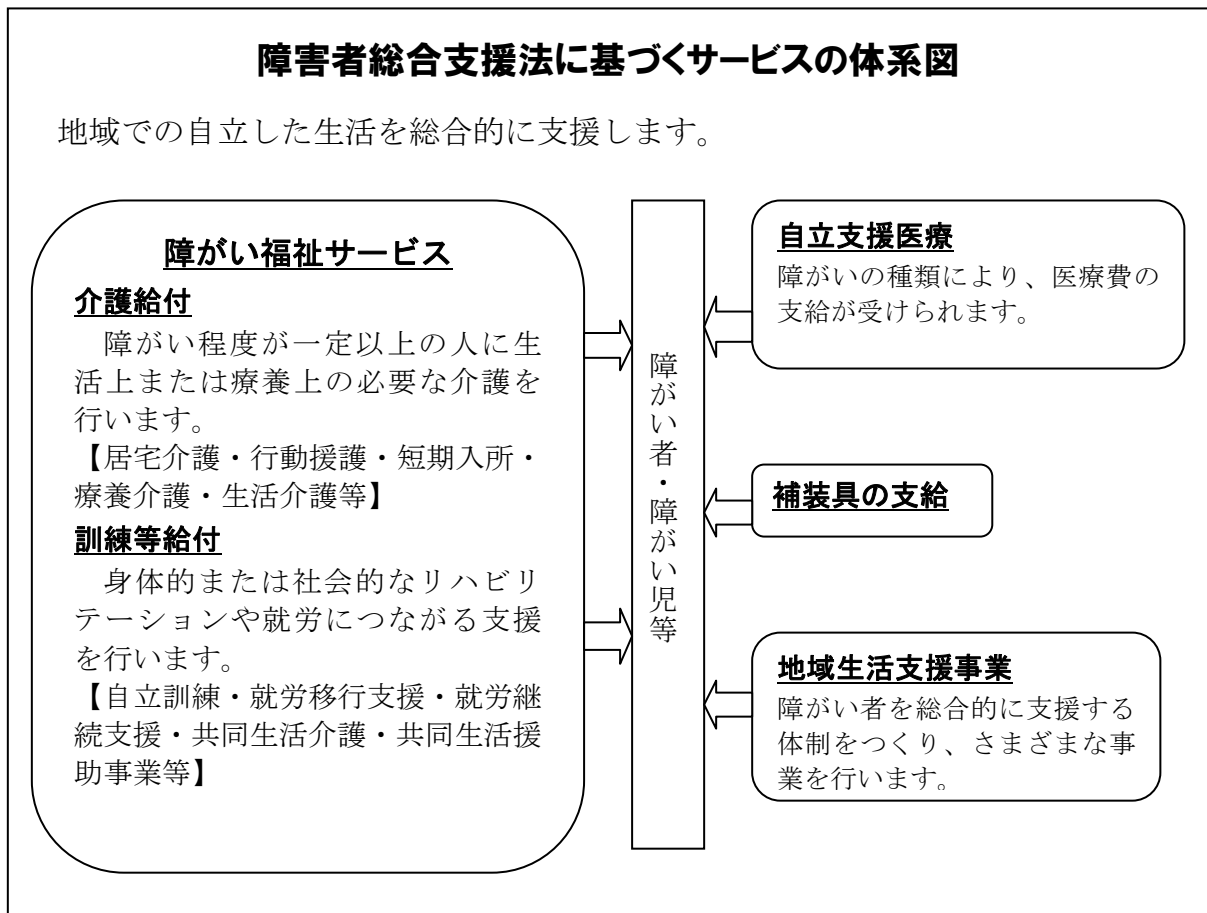 障害者総合支援法に基づくサービスの体系図
地域での自立した生活を総合的に支援します。
障がい福祉サービス
介護給付
障がい程度が一定以上の人に生
活上または療養上の必要な介護を
行います。
【居宅介護・行動援護・短期入所・
療養介護・生活介護等】
訓練等給付
身体的または社会的なリハビリ
テーションや就労につながる支援
を行います。
【自立訓練・就労移行支援・就労継
続支援・共同生活介護・共同生活援
助事業等】
障がい者・障がい児等
自立支援医療
障がいの種類により、医療費の
支給が受けられます。
補装具の支給
地域生活支援事業
障がい者を総合的に支援する
体制をつくり、さまざまな事
業を行います。